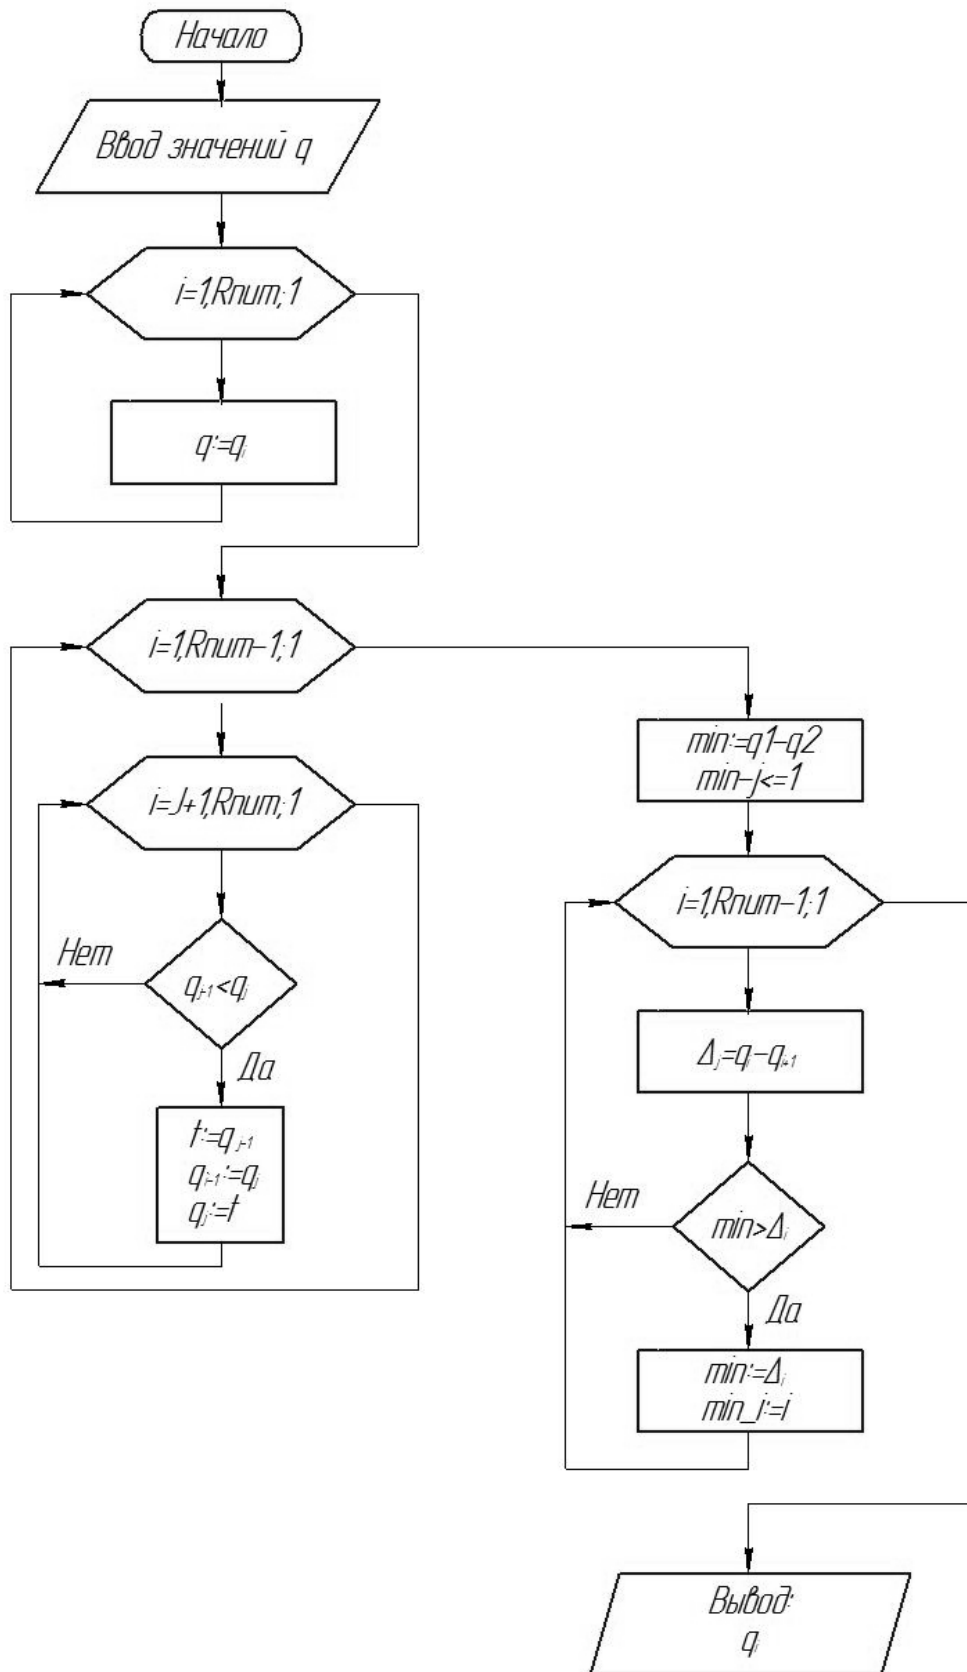 Начало
Ввод значений q
i=1,Rnum;1
q:=qᵢ
i=1,Rnum-1;1
i=J+1,Rnum;1
Нет
qⱼ₋₁<qⱼ
Да
t:=qⱼ₋₁
qᵢ₋₁:=qⱼ
qⱼ:=t
min:=q1-q2
min-j<=1
i=1,Rnum-1;1
Δⱼ=qᵢ-qᵢ₊₁
Нет
min>Δᵢ
Да
min:=Δᵢ
min_i:=i
Вывод:
qᵢ